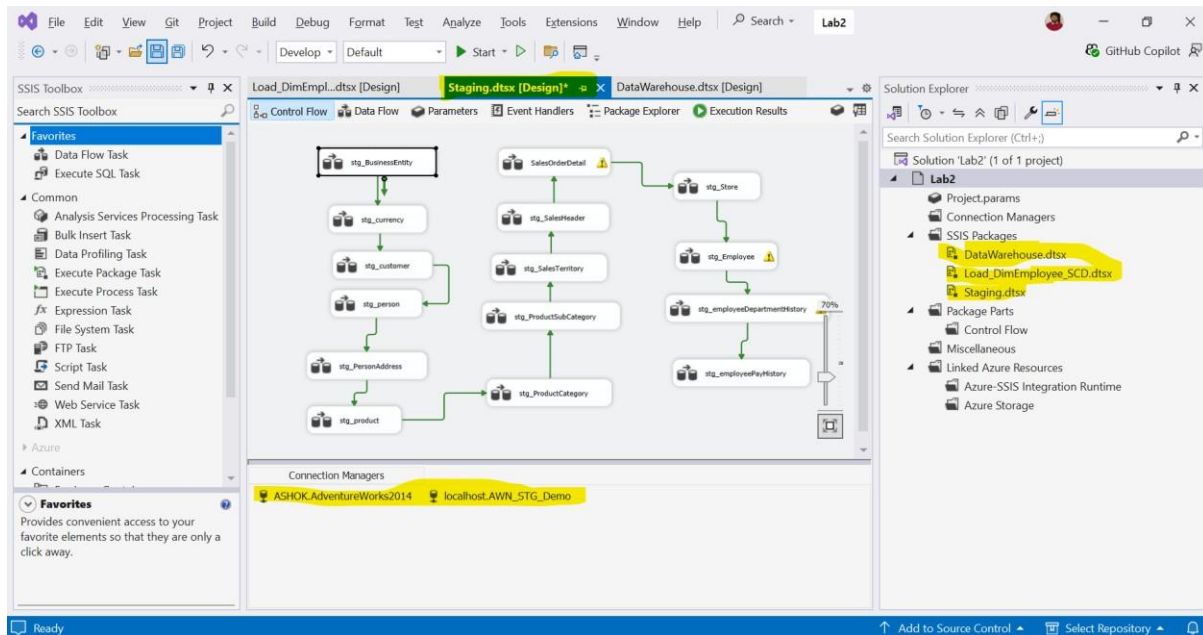 File Edit View Git Project Build Debug Format Test Analyze Tools Extensions Window Help Search Lab2
Develop Default Start GitHub Copilot
SSIS Toolbox
Search SSIS Toolbox
Favorites
Data Flow Task
Execute SQL Task
Common
Analysis Services Processing Task
Bulk Insert Task
Data Profiling Task
Execute Package Task
Execute Process Task
fx Expression Task
File System Task
FTP Task
Script Task
Send Mail Task
Web Service Task
XML Task
Azure
Containers
Favorites
Provides convenient access to your
favorite elements so that they are only a
click away.
Load_DimEmpl...dtsx [Design] Staging.dtsx [Design]* DataWarehouse.dtsx [Design]
Control Flow Data Flow Parameters Event Handlers Package Explorer Execution Results
stg_BusinessEntity
stg_currency
stg_customer
stg_person
stg_PersonAddress
stg_product
stg_ProductCategory
stg_ProductSubCategory
stg_SalesTerritory
stg_SalesHeader
SalesOrderDetail
stg_Store
stg_Employee
stg_employeeDepartmentHistory
stg_employeePayHistory
70%
Connection Managers
ASHOK.AdventureWorks2014 localhost.AWN_STG_Demo
Solution Explorer
Search Solution Explorer (Ctrl+;)
Solution 'Lab2' (1 of 1 project)
Lab2
Project.params
Connection Managers
SSIS Packages
DataWarehouse.dtsx
Load_DimEmployee_SCD.dtsx
Staging.dtsx
Package Parts
Control Flow
Miscellaneous
Linked Azure Resources
Azure-SSIS Integration Runtime
Azure Storage
Ready Add to Source Control Select Repository